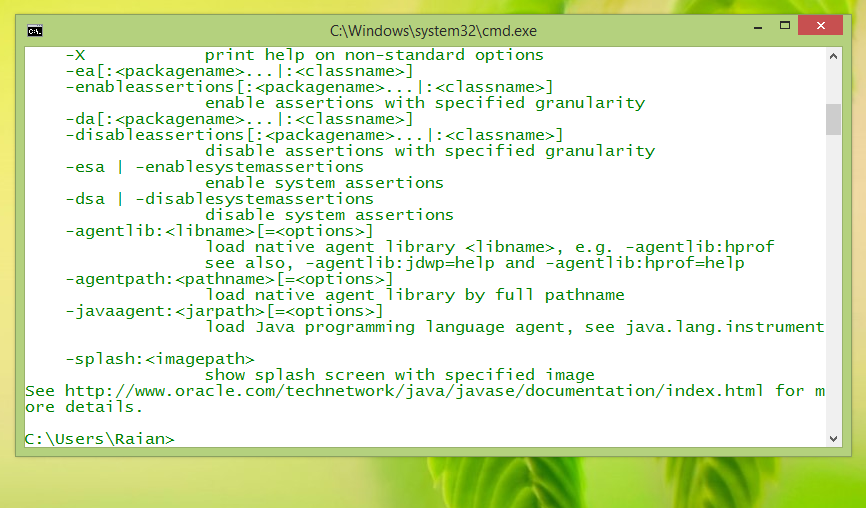 C:\Windows\system32\cmd.exe
-X print help on non-standard options
-ea[:<packagename>...|:<classname>]
-enableassertions[:<packagename>...|:<classname>]
enable assertions with specified granularity
-da[:<packagename>...|:<classname>]
-disableassertions[:<packagename>...|:<classname>]
disable assertions with specified granularity
-esa | -enablesystemassertions
enable system assertions
-dsa | -disablesystemassertions
disable system assertions
-agentlib:<libname>[=<options>]
load native agent library <libname>, e.g. -agentlib:hprof
see also, -agentlib:jdwp=help and -agentlib:hprof=help
-agentpath:<pathname>[=<options>]
load native agent library by full pathname
-javaagent:<jarpath>[=<options>]
load Java programming language agent, see java.lang.instrument
-splash:<imagepath>
show splash screen with specified image
See http://www.oracle.com/technetwork/java/javase/documentation/index.html for m
ore details.
C:\Users\Raian>